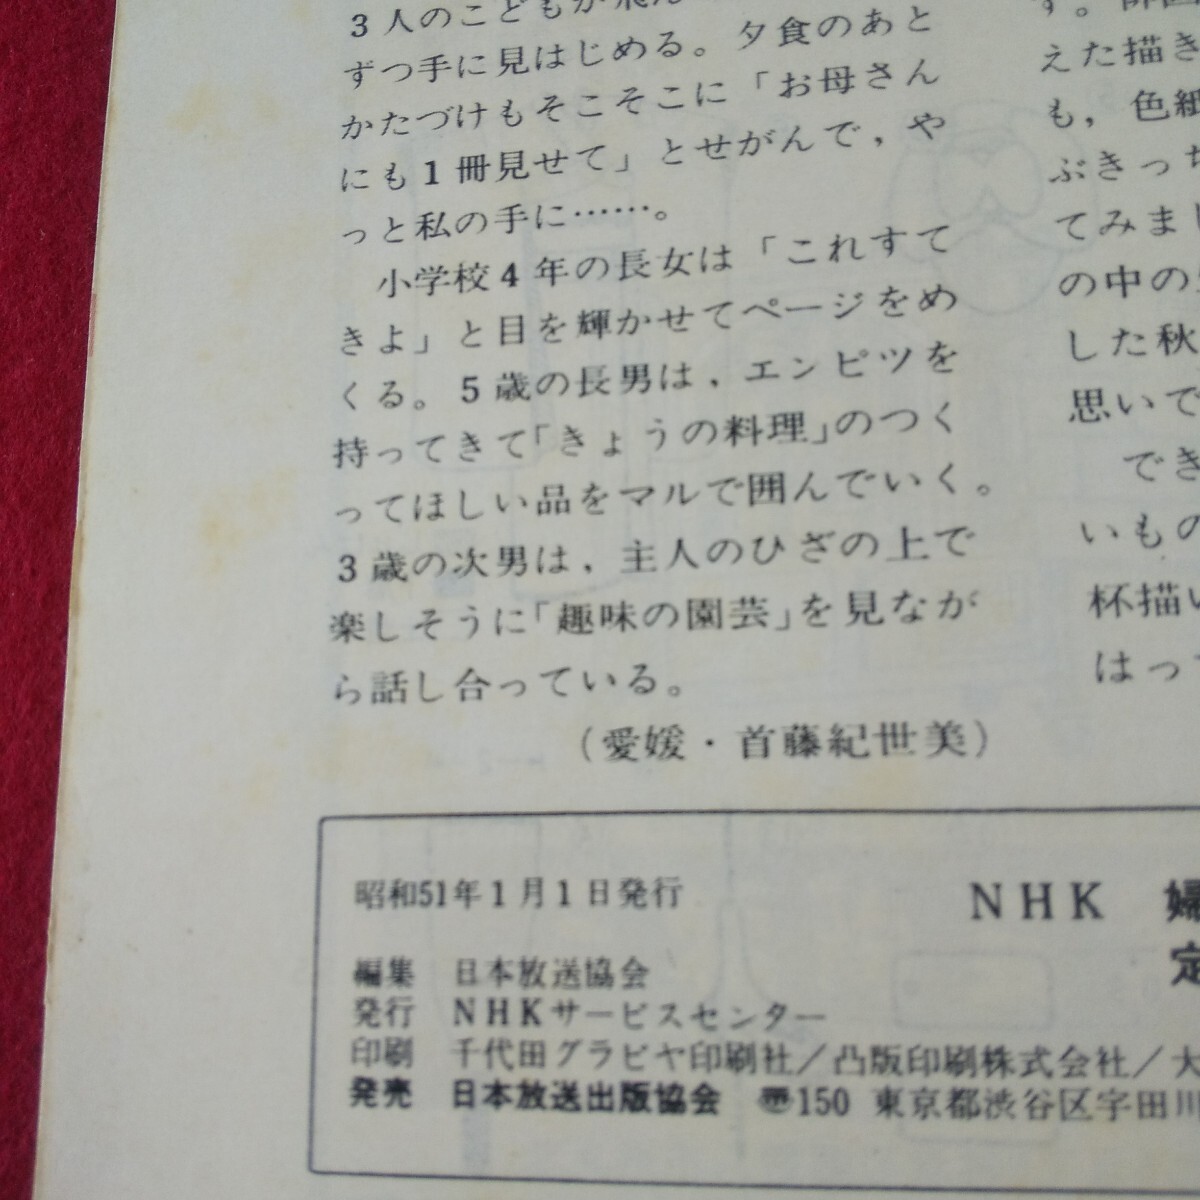 3人のこどもが飛ん
ずつ手に見はじめる。夕食のあと
かたづけもそこそこに「お母さん
にも1冊見せて」とせがんで，や
っと私の手に……。
小学校4年の長女は「これすて
きよ」と目を輝かせてページをめ
くる。5歳の長男は，エンピツを
持ってきて「きょうの料理」のつく
ってほしい品をマルで囲んでいく。
3歳の次男は，主人のひざの上で
楽しそうに「趣味の園芸」を見なが
ら話し合っている。
(愛媛・首藤紀世美)
す。
えた描き
も，色紙
ぶきっち
てみまし
の中の
した秋
思いで
でき
いもの
杯描い
はって
昭和51年1月1日発行
編集 日本放送協会
発行 NHKサービスセンター
印刷 千代田グラビヤ印刷社／凸版印刷株式会社／大
発売 日本放送出版協会 〠150 東京都渋谷区宇田川
NHK 婦
定